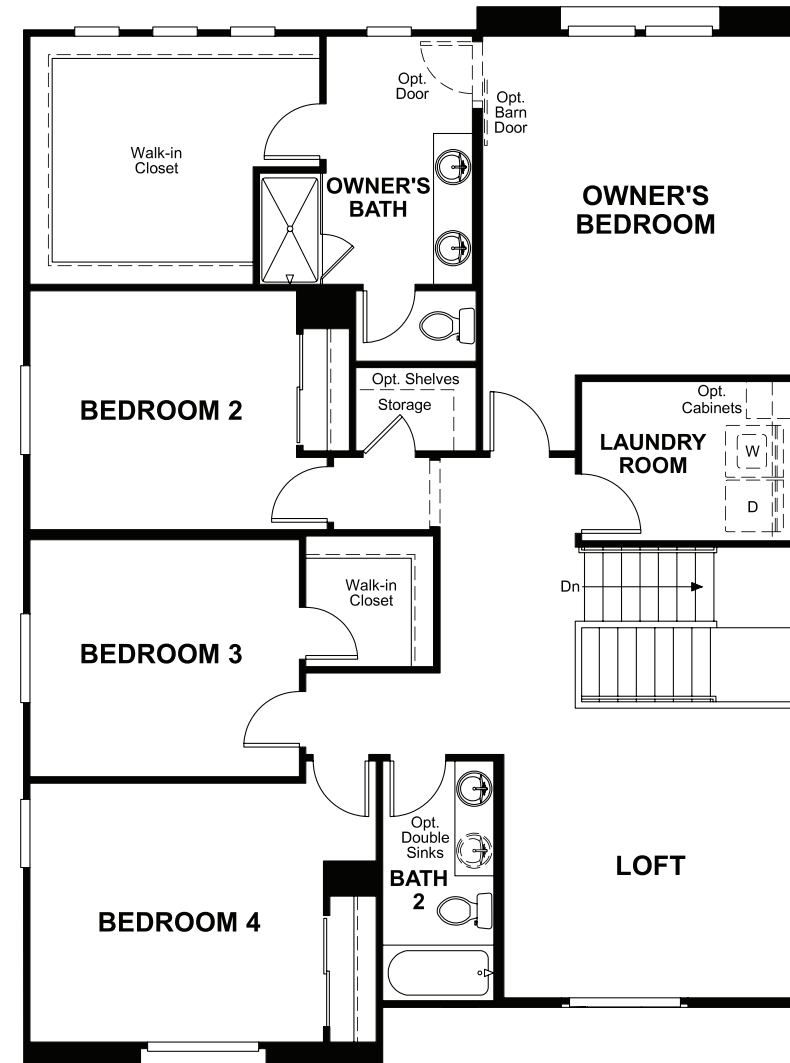 Opt.
Door
Opt.
Barn
Door
Walk-in
Closet
OWNER'S
BATH
OWNER'S
BEDROOM
Opt. Shelves
Storage
BEDROOM 2
Opt.
Cabinets
LAUNDRY
ROOM
W
D
Walk-in
Closet
Dn
BEDROOM 3
Opt.
Double
Sinks
BATH
2
LOFT
BEDROOM 4